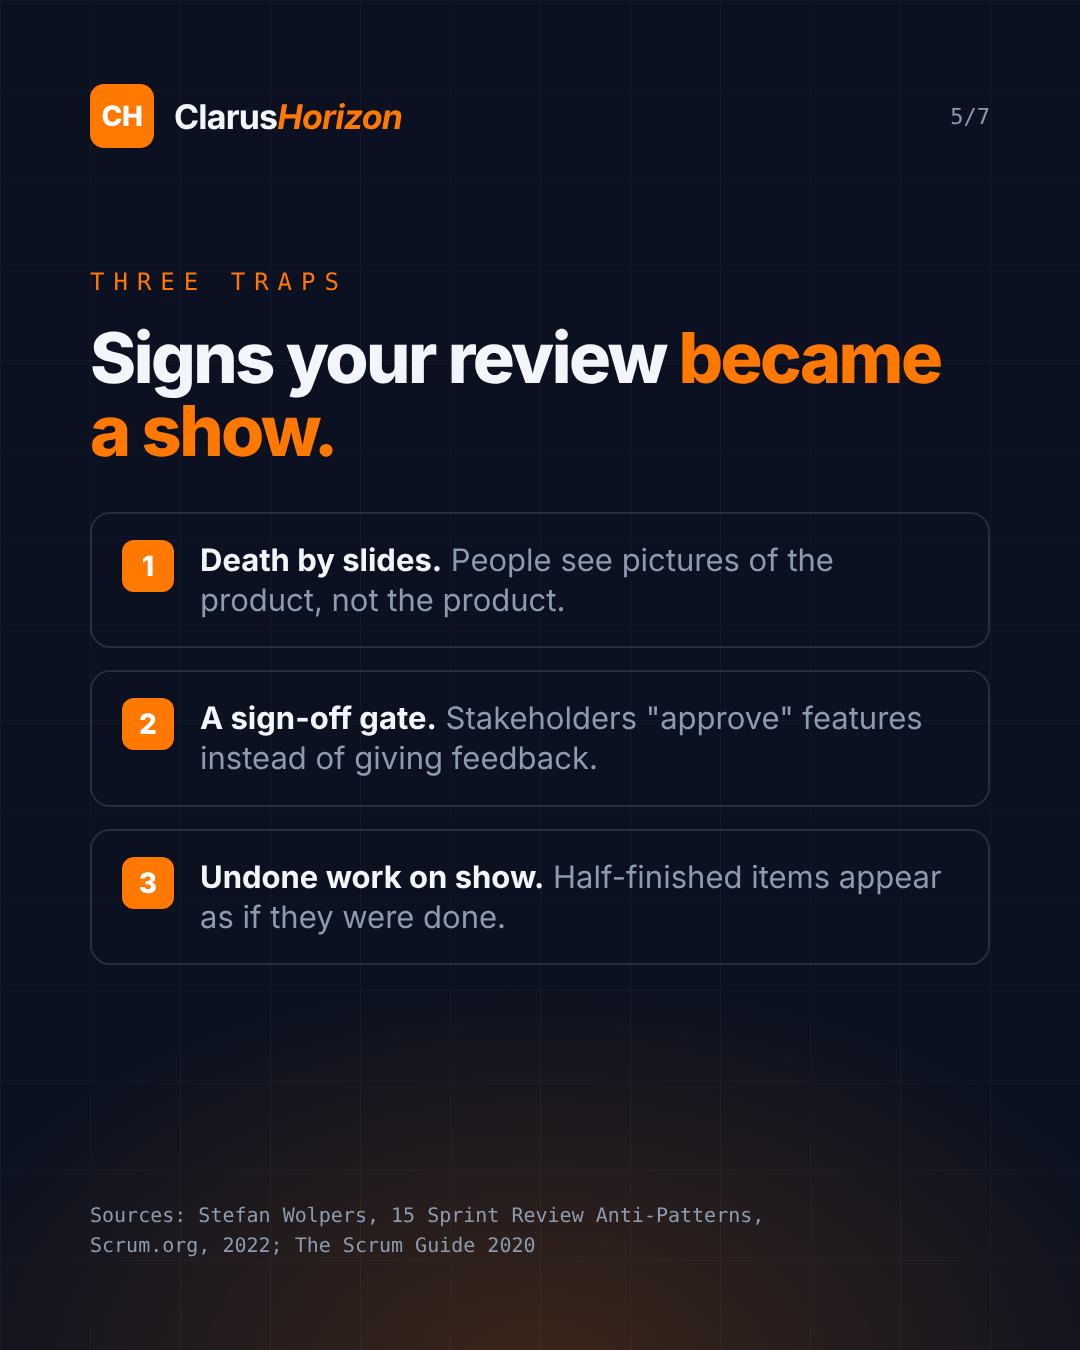 CH
ClarusHorizon
5/7
THREE TRAPS
Signs your review became
a show.
1
Death by slides. People see pictures of the
product, not the product.
2
A sign-off gate. Stakeholders "approve" features
instead of giving feedback.
3
Undone work on show. Half-finished items appear
as if they were done.
Sources: Stefan Wolpers, 15 Sprint Review Anti-Patterns,
Scrum.org, 2022; The Scrum Guide 2020